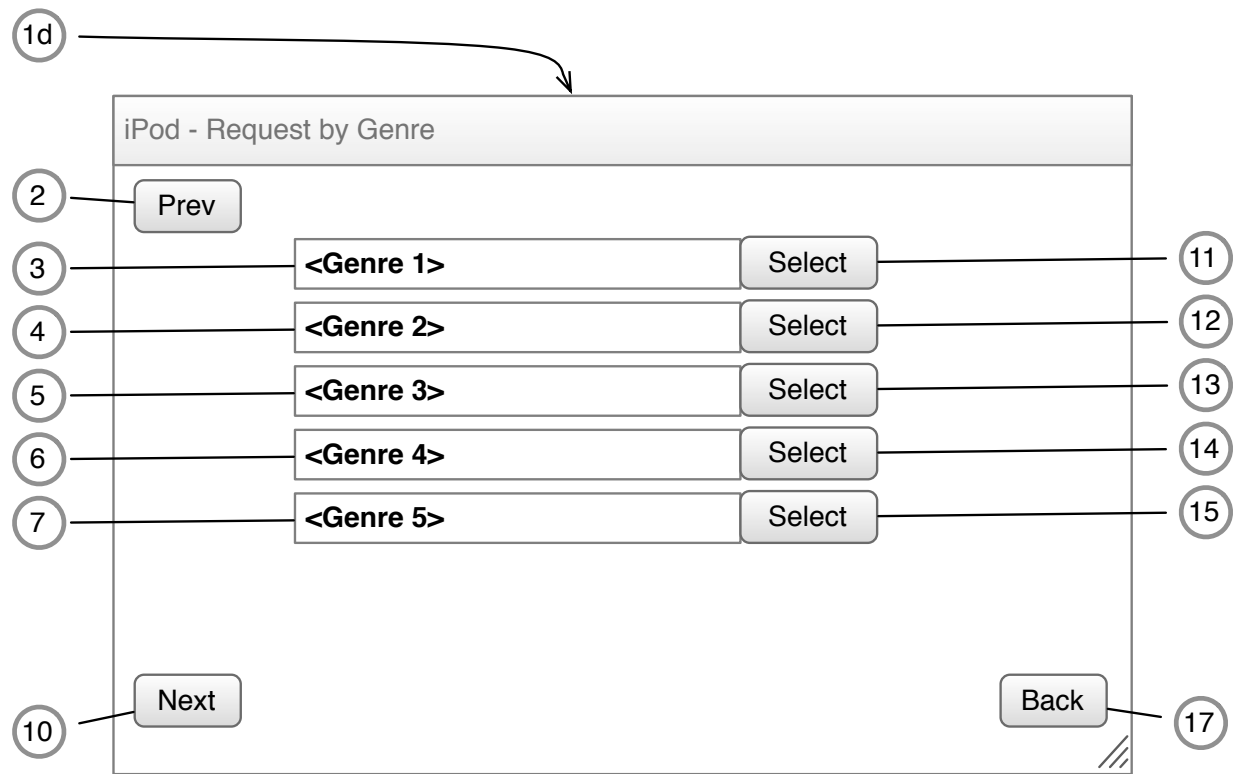 1d
iPod - Request by Genre
2 Prev
3 <Genre 1> Select 11
4 <Genre 2> Select 12
5 <Genre 3> Select 13
6 <Genre 4> Select 14
7 <Genre 5> Select 15
10 Next Back 17